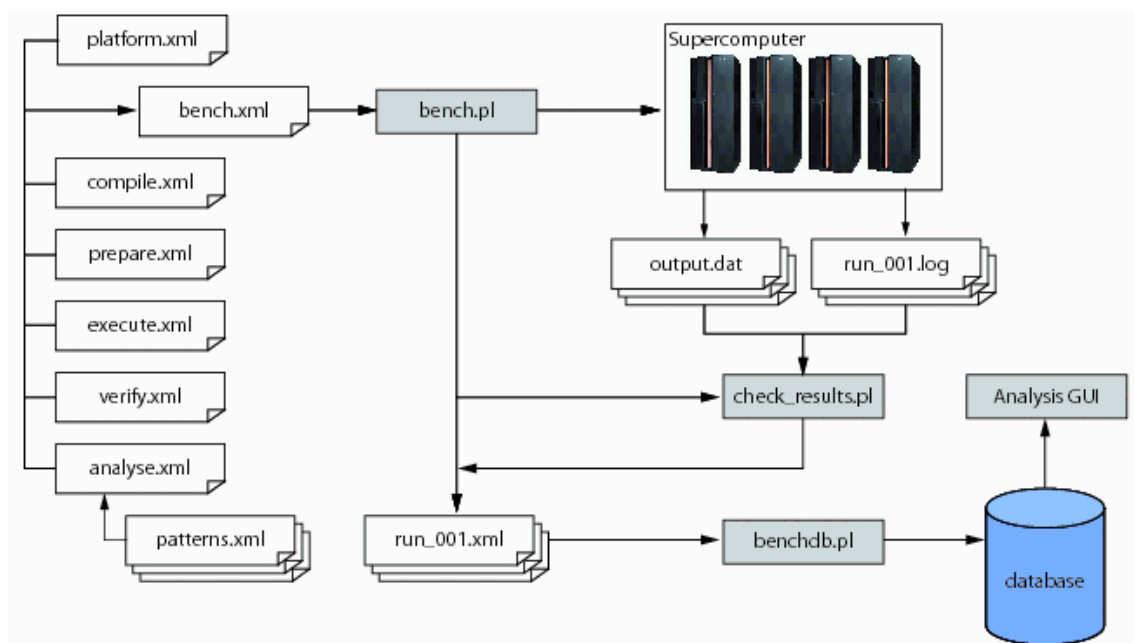 platform.xml
Supercomputer
bench.xml
bench.pl
compile.xml
prepare.xml
output.dat
run_001.log
execute.xml
verify.xml
check_results.pl
Analysis GUI
analyse.xml
patterns.xml
run_001.xml
benchdb.pl
database